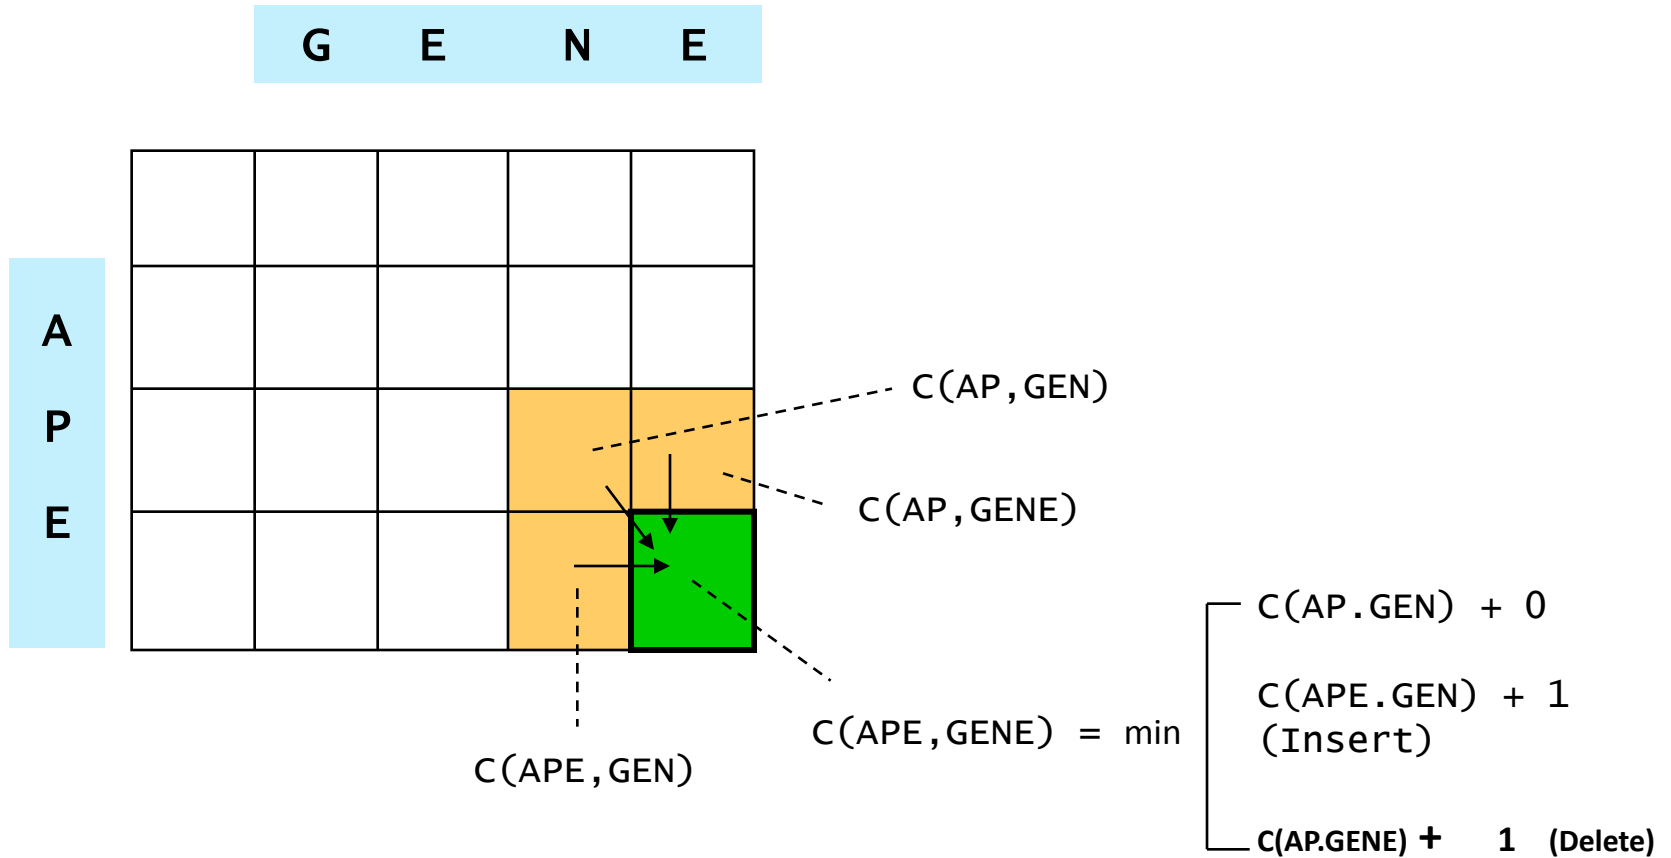 G E N E
A
P
E
C(AP,GEN)
C(AP,GENE)
C(APE,GEN)
C(APE,GENE) = min
C(AP.GEN) + 0
C(APE.GEN) + 1
(Insert)
C(AP.GENE) + 1 (Delete)